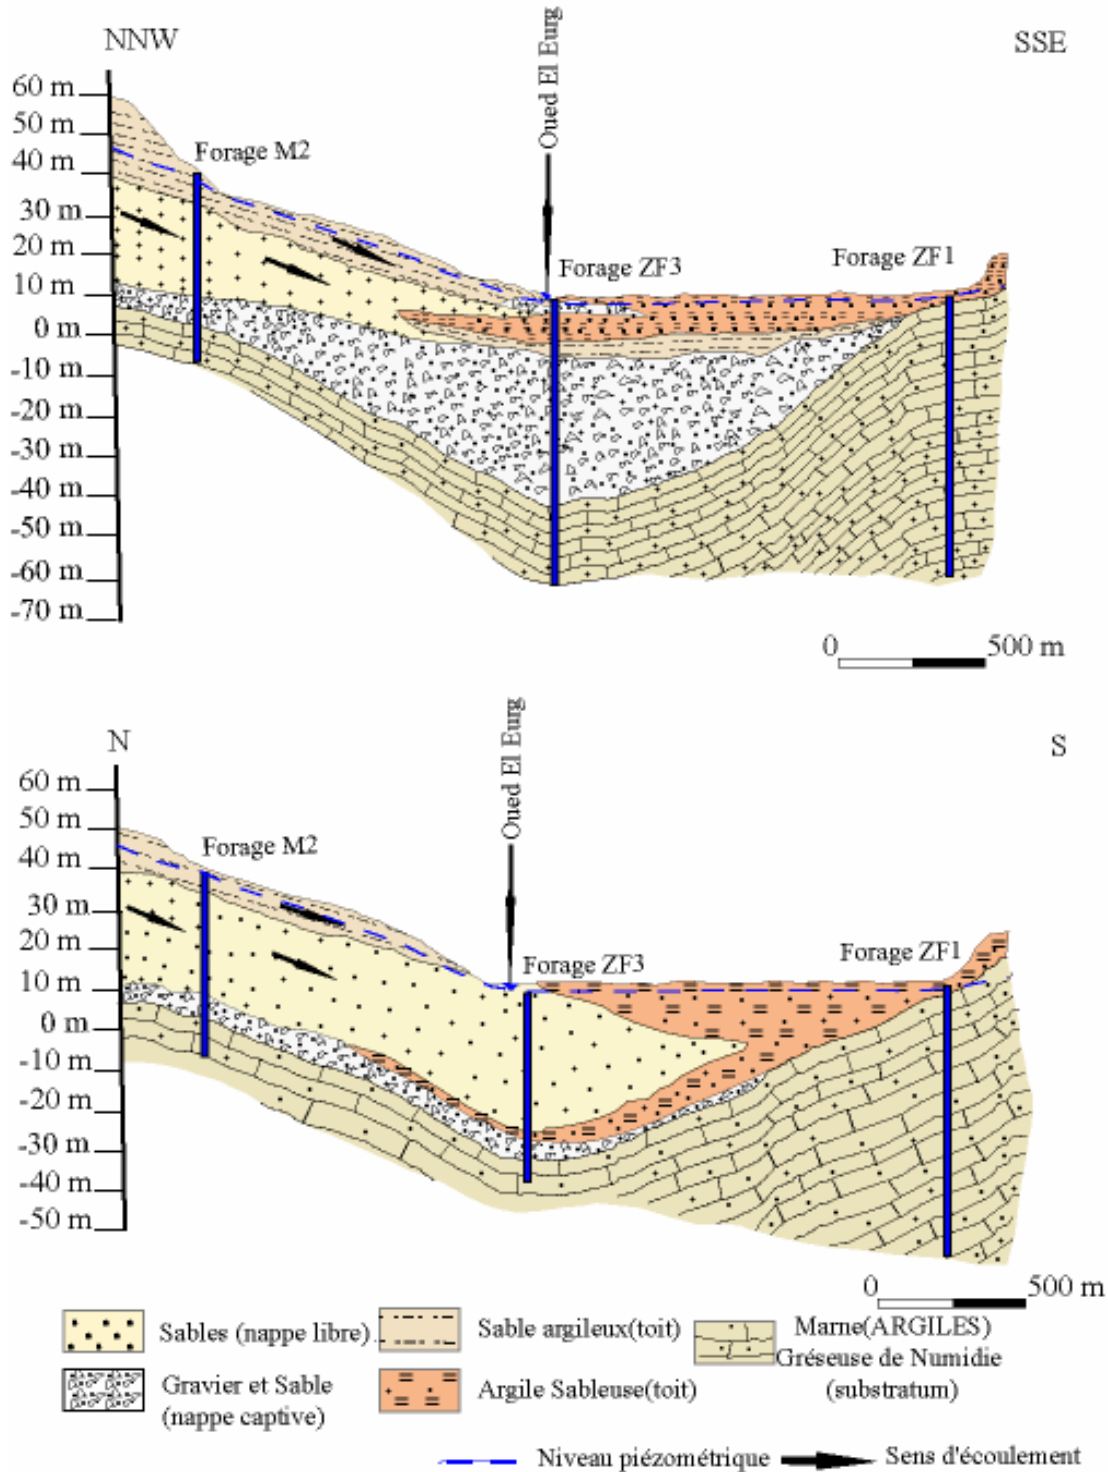 NNW
SSE
60 m
50 m
40 m
30 m
20 m
10 m
0 m
-10 m
-20 m
-30 m
-40 m
-50 m
-60 m
-70 m
Forage M2
Oued El Eurg
Forage ZF3
Forage ZF1
0 500 m
N
S
60 m
50 m
40 m
30 m
20 m
10 m
0 m
-10 m
-20 m
-30 m
-40 m
-50 m
Forage M2
Oued El Eurg
Forage ZF3
Forage ZF1
0 500 m
Sables (nappe libre)
Gravier et Sable
(nappe captive)
Sable argileux(toit)
Argile Sableuse(toit)
Marne(ARGILES)
Gréseuse de Numidie
(substratum)
Niveau piézométrique
Sens d'écoulement